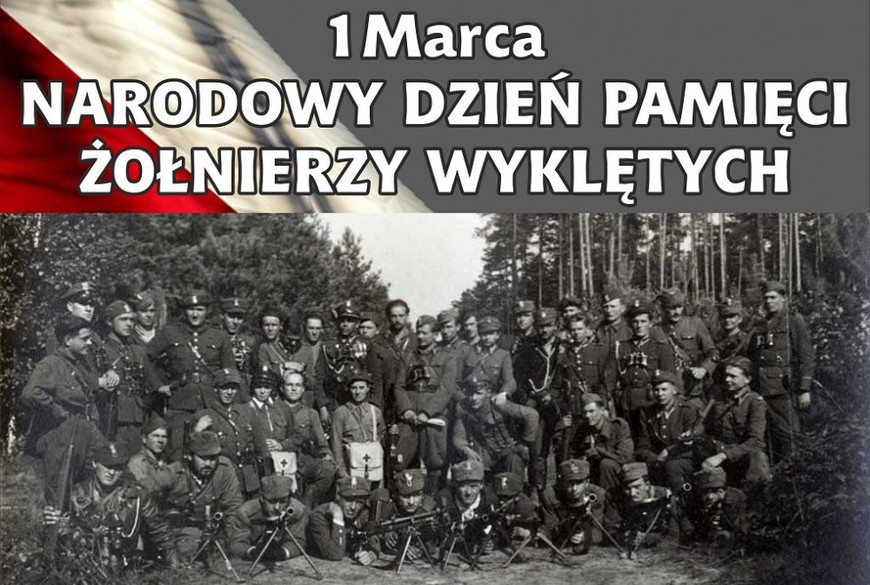 1 Marca
NARODOWY DZIEŃ PAMIĘCI
ŻOŁNIERZY WYKLĘTYCH